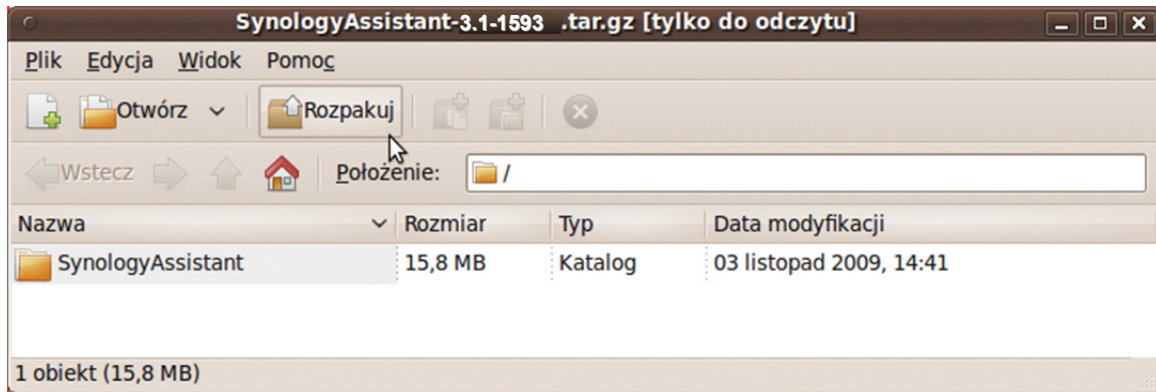 SynologyAssistant-3.1-1593 .tar.gz [tylko do odczytu]
Plik Edycja Widok Pomoc
Otwórz Rozpakuj
Wstecz Położenie: /
Nazwa Rozmiar Typ Data modyfikacji
SynologyAssistant 15,8 MB Katalog 03 listopad 2009, 14:41
1 obiekt (15,8 MB)